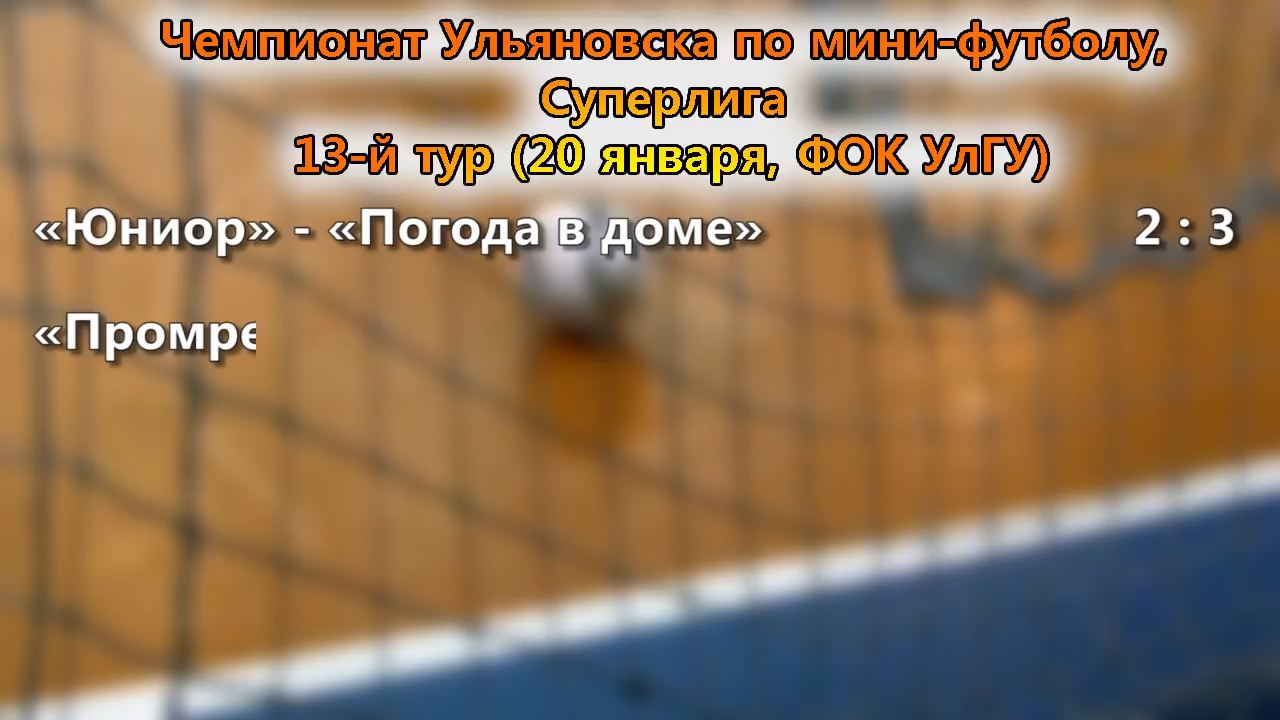 Чемпионат Ульяновска по мини-футболу,
Суперлига
13-й тур (20 января, ФОК УлГУ)
«Юниор» - «Погода в доме» 2 : 3
«Промре